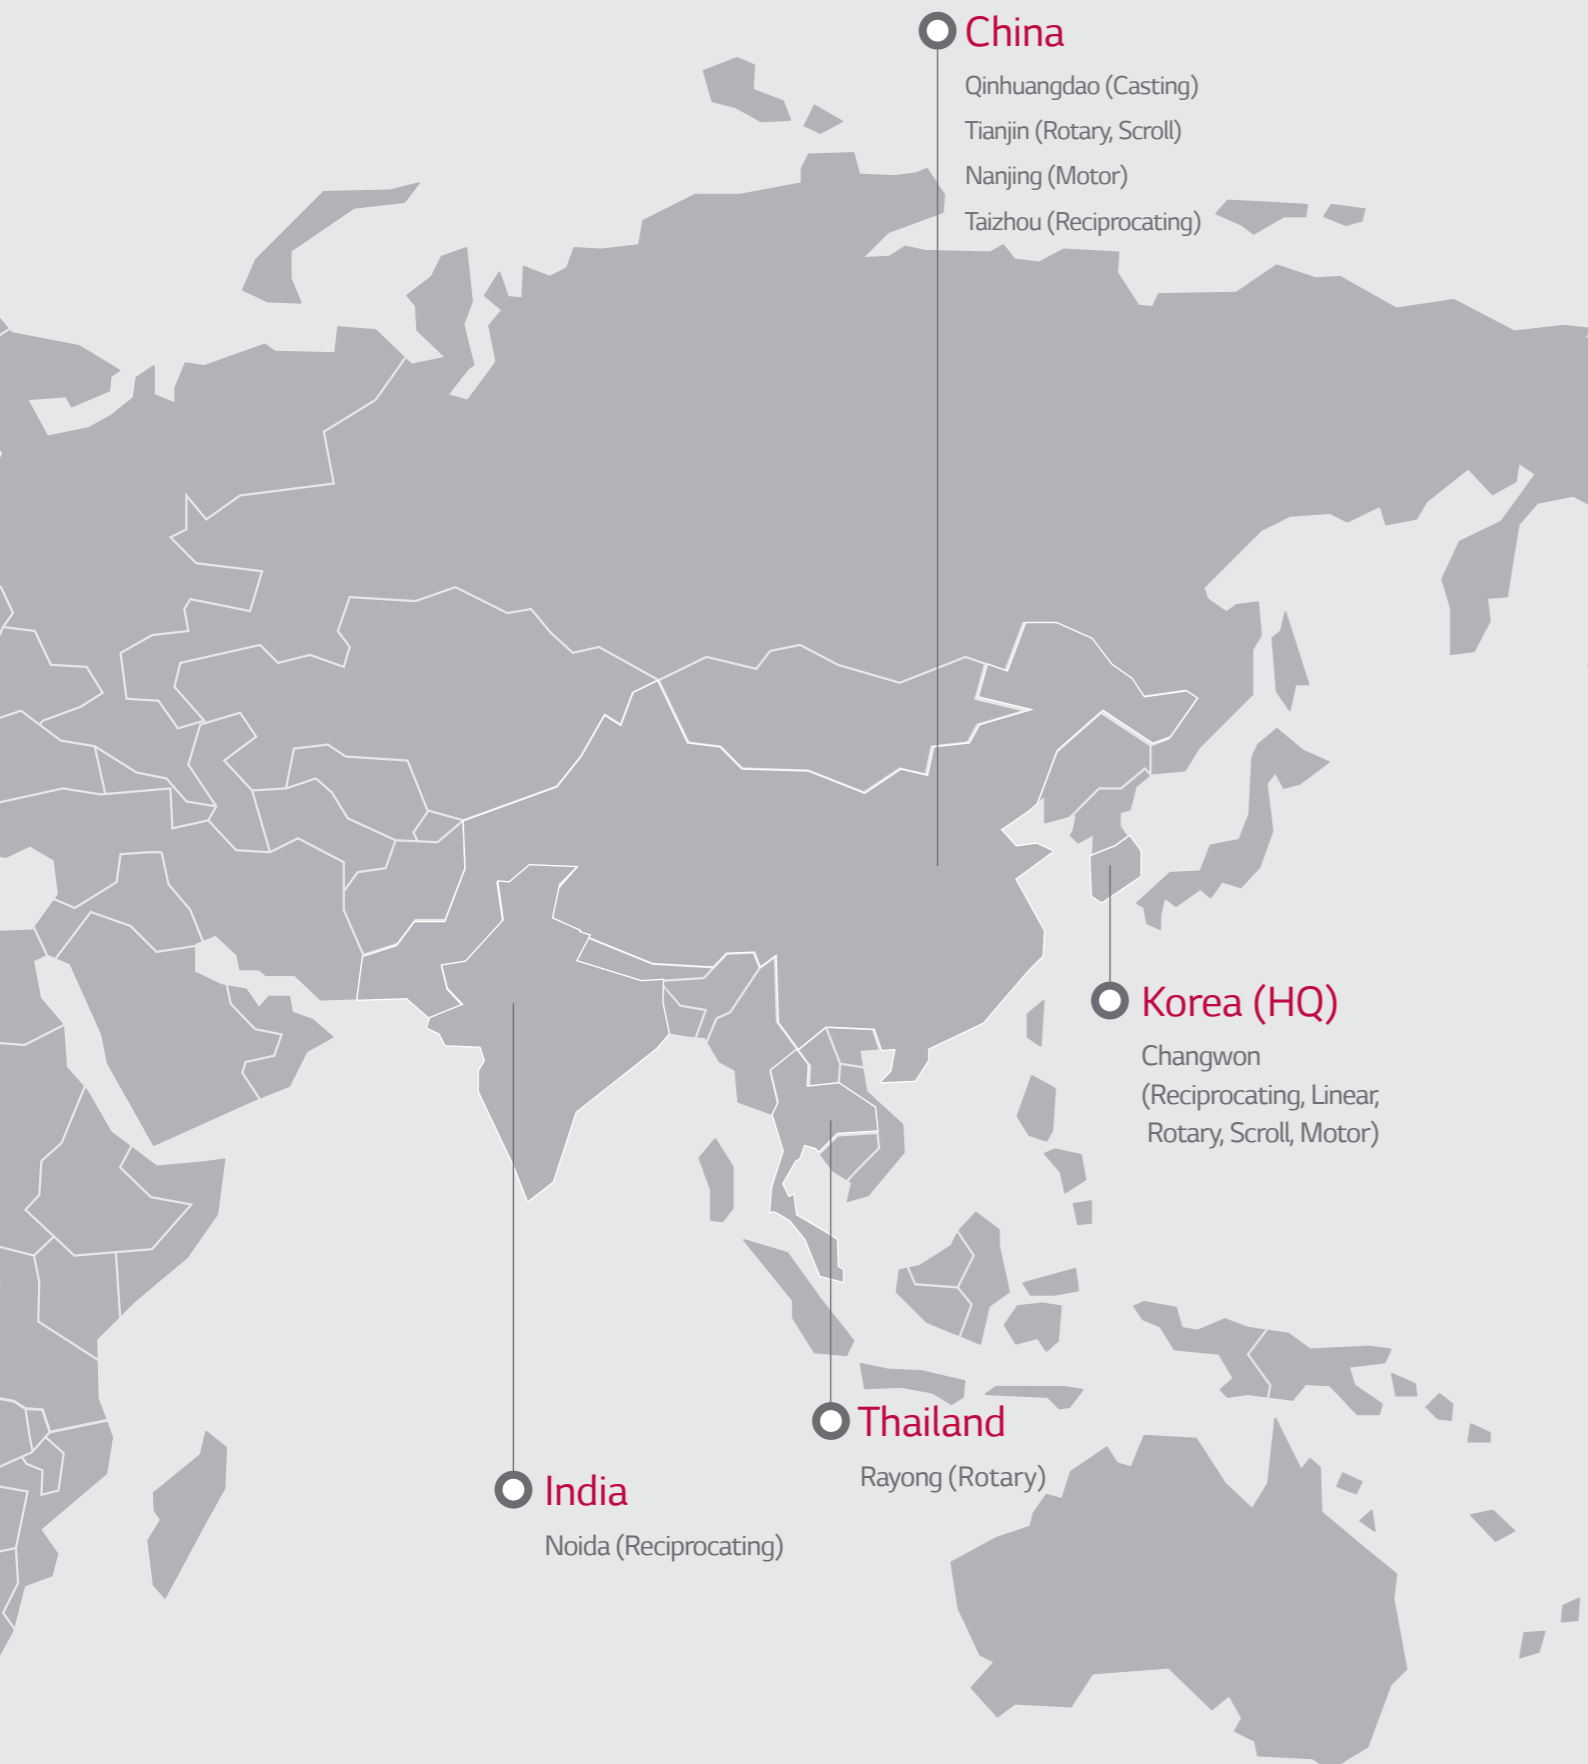 China
Qinhuangdao (Casting)
Tianjin (Rotary, Scroll)
Nanjing (Motor)
Taizhou (Reciprocating)
Korea (HQ)
Changwon
(Reciprocating, Linear,
Rotary, Scroll, Motor)
Thailand
Rayong (Rotary)
India
Noida (Reciprocating)